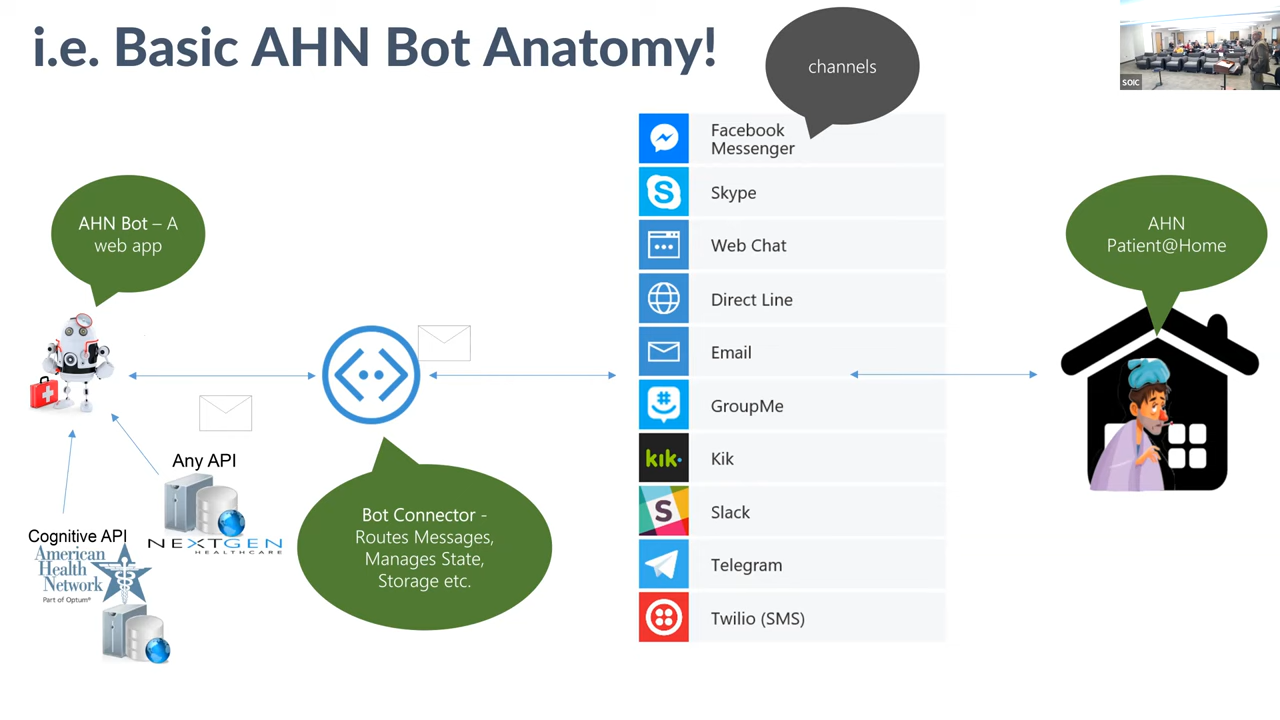 i.e. Basic AHN Bot Anatomy!
channels
SOIC
Facebook
Messenger
Skype
Web Chat
Direct Line
Email
GroupMe
kik
Kik
S
Slack
Telegram
Twilio (SMS)
AHN Bot – A
web app
AHN
Patient@Home
Any API
NEXTGEN
HEALTHCARE
Cognitive API
American
Health
Network
Part of Optum®
Bot Connector -
Routes Messages,
Manages State,
Storage etc.